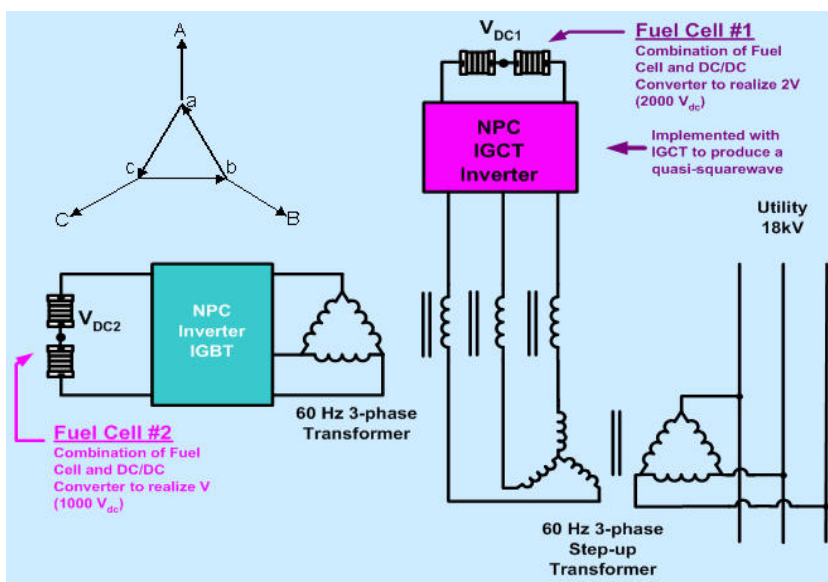 A
a
c
b
C
B
V DC1
Fuel Cell #1
Combination of Fuel
Cell and DC/DC
Converter to realize 2V
(2000 Vdc)
NPC
IGCT
Inverter
Implemented with
IGCT to produce a
quasi-squarewave
Utility
18kV
V DC2
NPC
Inverter
IGBT
60 Hz 3-phase
Transformer
Fuel Cell #2
Combination of Fuel
Cell and DC/DC
Converter to realize V
(1000 Vdc)
60 Hz 3-phase
Step-up
Transformer